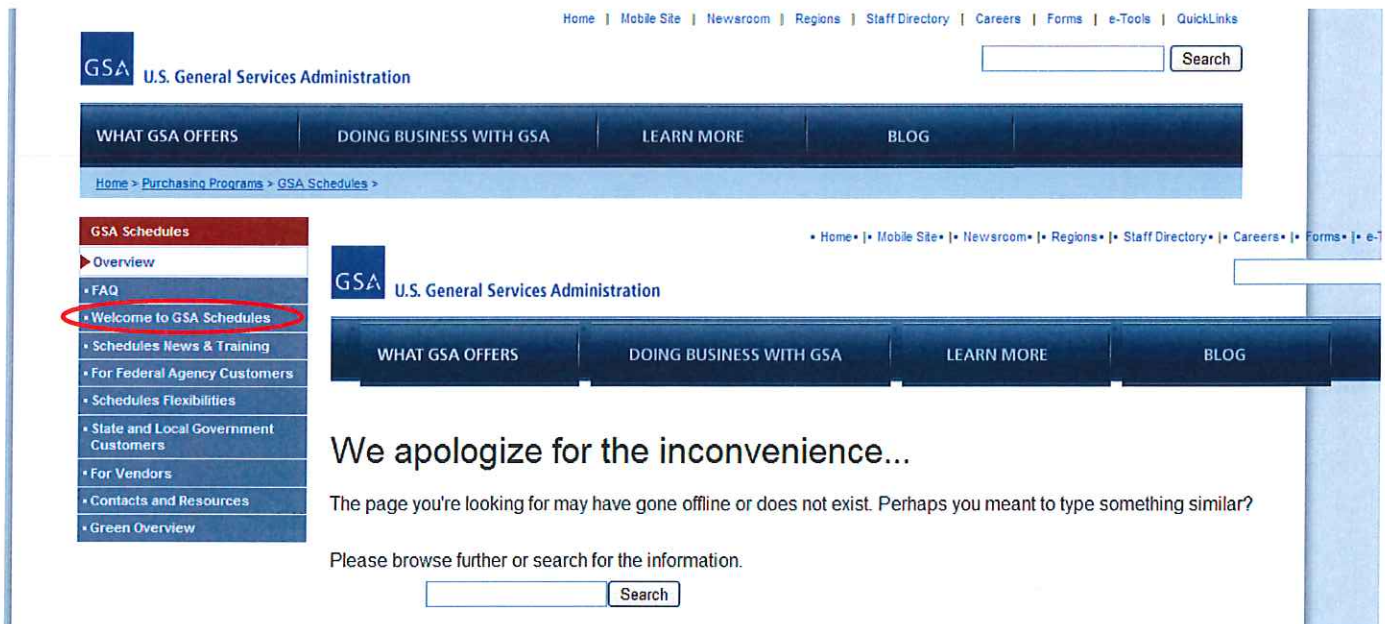 Home | Mobile Site | Newsroom | Regions | Staff Directory | Careers | Forms | e-Tools | QuickLinks
Search
GSA U.S. General Services Administration
WHAT GSA OFFERS DOING BUSINESS WITH GSA LEARN MORE BLOG
Home > Purchasing Programs > GSA Schedules >
GSA Schedules
Overview
▪ FAQ
▪ Welcome to GSA Schedules
▪ Schedules News & Training
▪ For Federal Agency Customers
▪ Schedules Flexibilities
▪ State and Local Government
Customers
▪ For Vendors
▪ Contacts and Resources
▪ Green Overview
• Home• |• Mobile Site• |• Newsroom• |• Regions• |• Staff Directory• |• Careers• |• Forms• |• e-T
GSA U.S. General Services Administration
WHAT GSA OFFERS DOING BUSINESS WITH GSA LEARN MORE BLOG
We apologize for the inconvenience...
The page you're looking for may have gone offline or does not exist. Perhaps you meant to type something similar?
Please browse further or search for the information.
Search